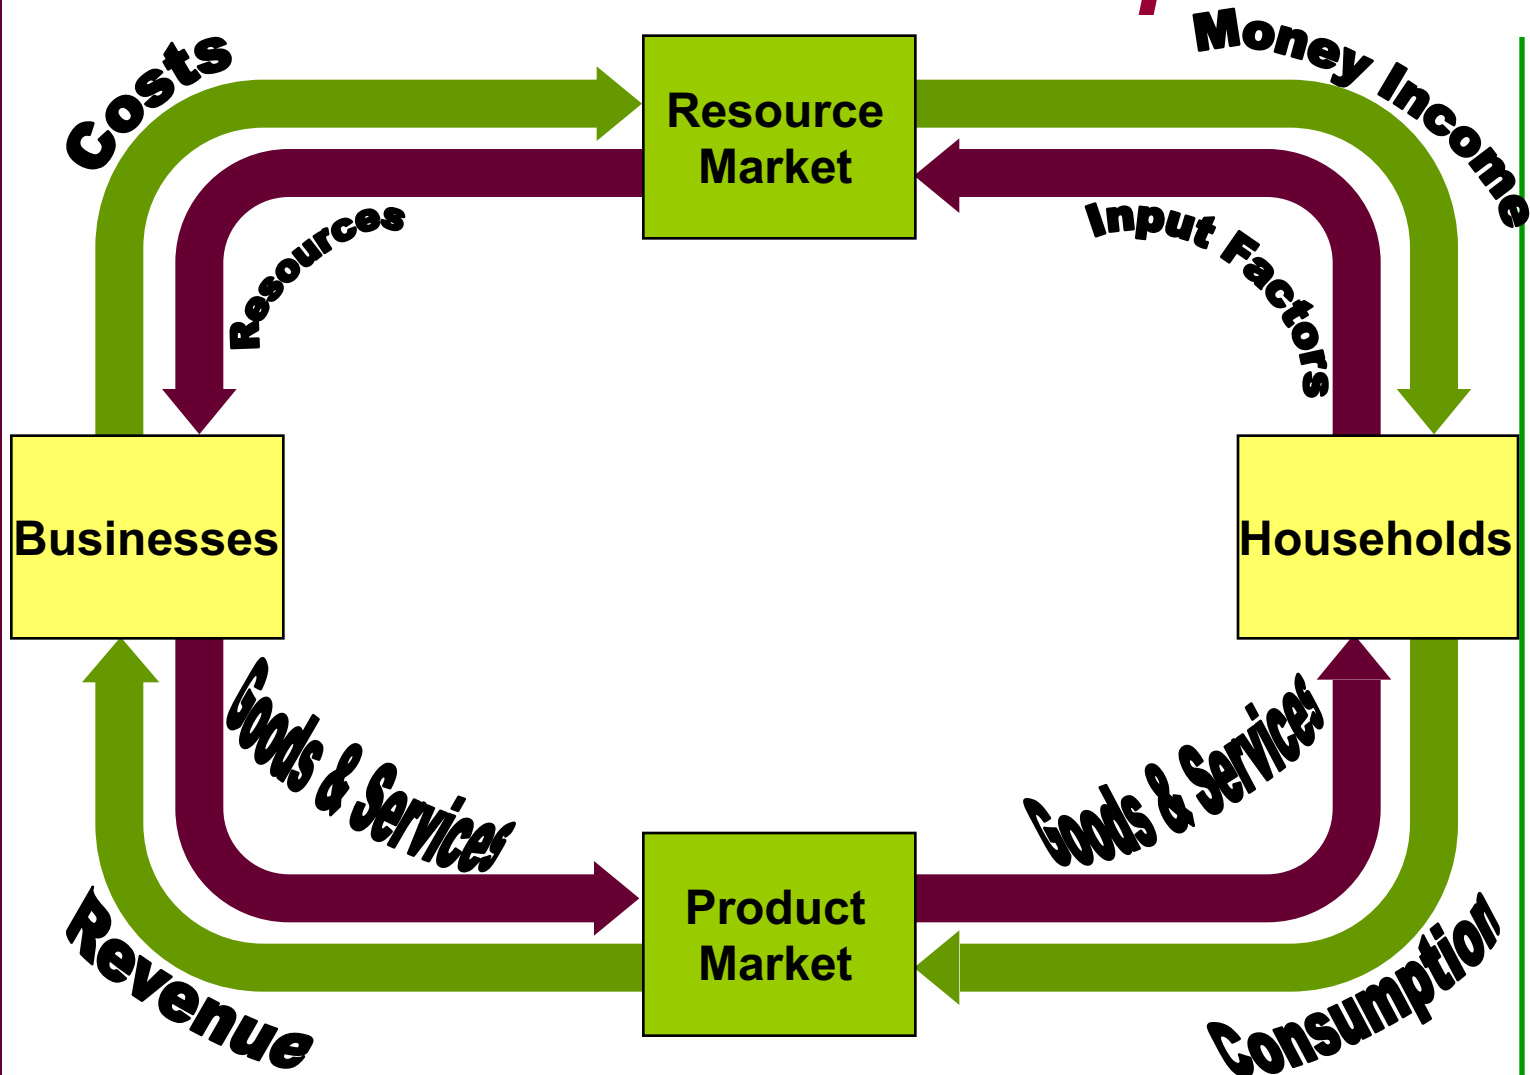 Costs
Resource
Market
Money Income
Resources
Input Factors
Businesses
Households
Goods & Services
Goods & Services
Product
Market
Revenue
Consumption